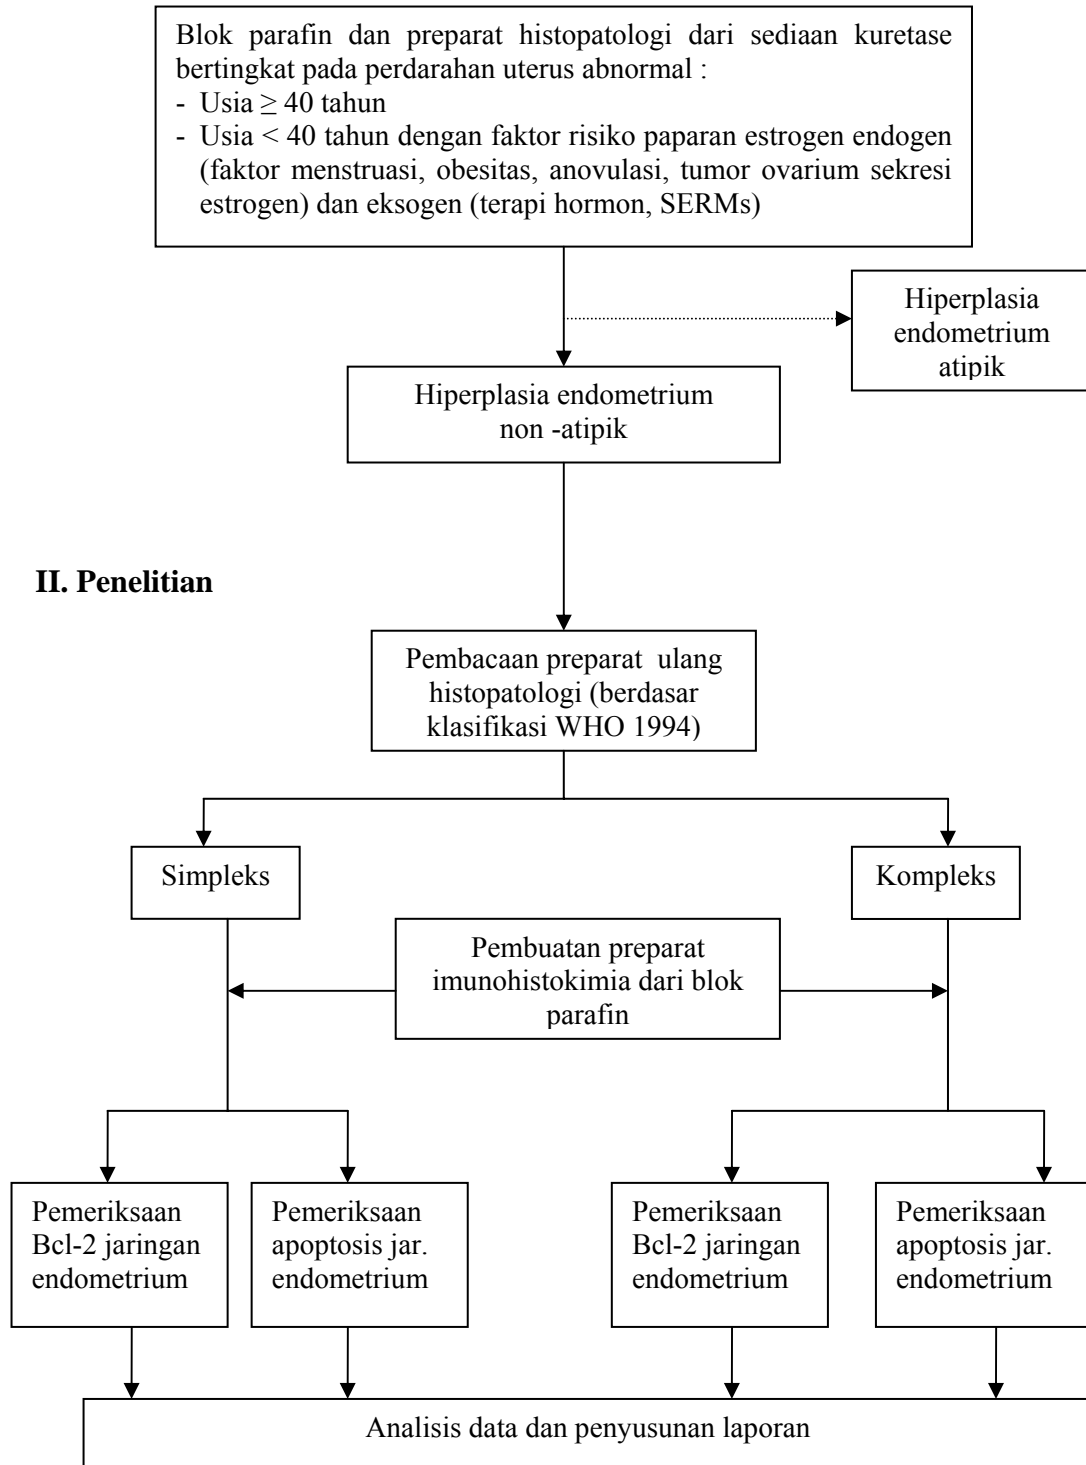 Blok parafin dan preparat histopatologi dari sediaan kuretase
bertingkat pada perdarahan uterus abnormal :
- Usia ≥ 40 tahun
- Usia < 40 tahun dengan faktor risiko paparan estrogen endogen
(faktor menstruasi, obesitas, anovulasi, tumor ovarium sekresi
estrogen) dan eksogen (terapi hormon, SERMs)
Hiperplasia
endometrium
atipik
Hiperplasia endometrium
non -atipik
II. Penelitian
Pembacaan preparat ulang
histopatologi (berdasar
klasifikasi WHO 1994)
Simpleks
Kompleks
Pembuatan preparat
imunohistokimia dari blok
parafin
Pemeriksaan
Bcl-2 jaringan
endometrium
Pemeriksaan
apoptosis jar.
endometrium
Pemeriksaan
Bcl-2 jaringan
endometrium
Pemeriksaan
apoptosis jar.
endometrium
Analisis data dan penyusunan laporan